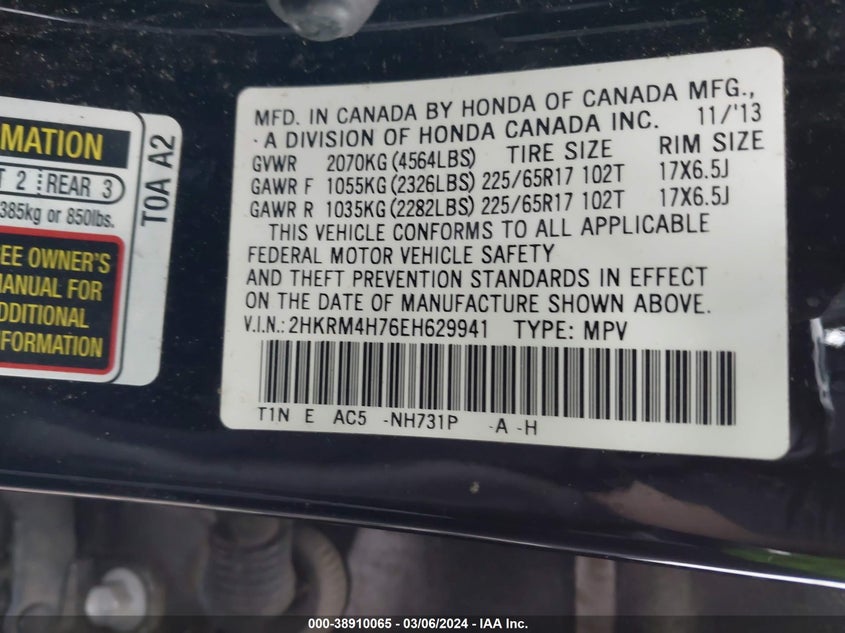 MATION
T 2 REAR 3
385kg or 850lbs.
EE OWNER'S
MANUAL FOR
DDITIONAL
NFORMATION
T0A A2
MFD. IN CANADA BY HONDA OF CANADA MFG.,
A DIVISION OF HONDA CANADA INC. 11/'13
GVWR 2070KG (4564LBS) TIRE SIZE RIM SIZE
GAWR F 1055KG (2326LBS) 225/65R17 102T 17X6.5J
GAWR R 1035KG (2282LBS) 225/65R17 102T 17X6.5J
THIS VEHICLE CONFORMS TO ALL APPLICABLE
FEDERAL MOTOR VEHICLE SAFETY
AND THEFT PREVENTION STANDARDS IN EFFECT
ON THE DATE OF MANUFACTURE SHOWN ABOVE.
V.I.N.: 2HKRM4H76EH629941 TYPE: MPV
T1N E AC5 -NH731P -A -H
000-38910065 - 03/06/2024 - IAA Inc.